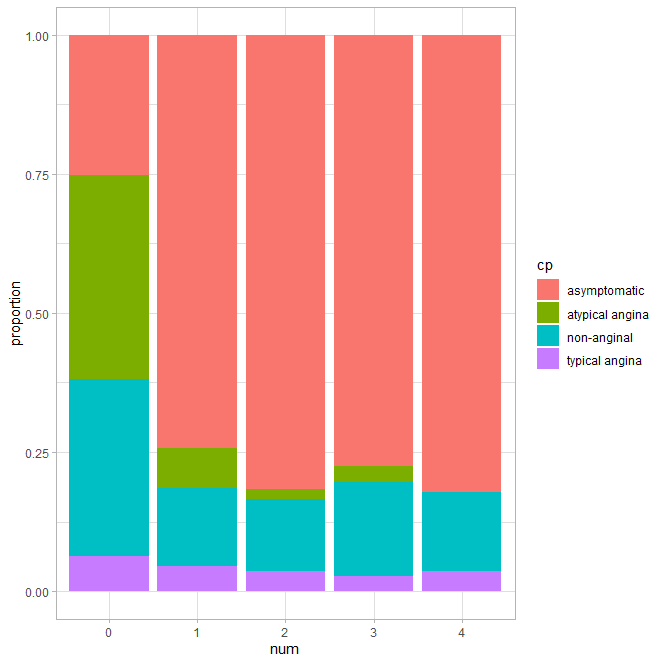 1.00
0.75
0.50
0.25
0.00
proportion
0 1 2 3 4
num
cp
asymptomatic
atypical angina
non-anginal
typical angina